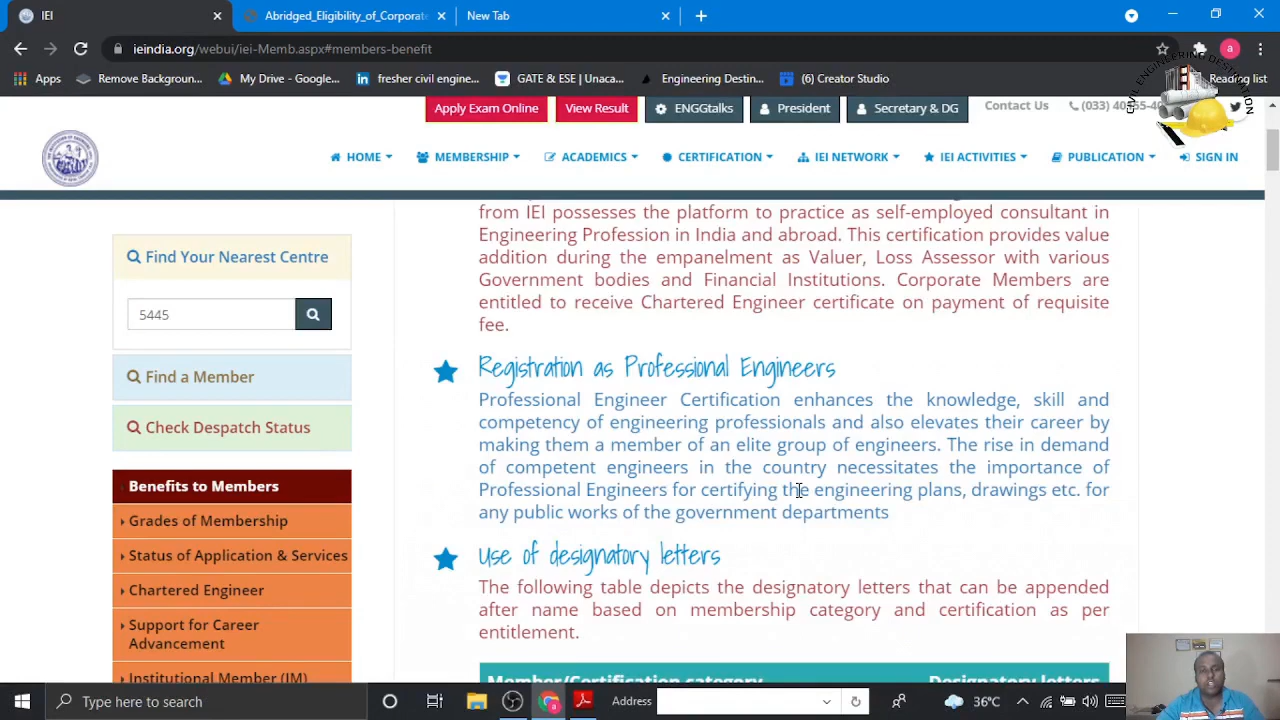 IEI
Abridged_Eligibility_of_Corporat
New Tab
ieindia.org/webui/iei-Memb.aspx#members-benefit
Apps
Remove Backgroun...
My Drive - Google...
fresher civil engine...
GATE & ESE | Unaca...
Engineering Destin...
(6) Creator Studio
Reading list
CIVIL ENGINEERING DESTINATION
Apply Exam Online
View Result
ENGGtalks
President
Secretary & DG
Contact Us
HOME
MEMBERSHIP
ACADEMICS
CERTIFICATION
IEI NETWORK
IEI ACTIVITIES
PUBLICATION
SIGN IN
Find Your Nearest Centre
5445
Find a Member
Check Despatch Status
Benefits to Members
Grades of Membership
Status of Application & Services
Chartered Engineer
Support for Career
Advancement
Institutional Member (IM)
from IEI possesses the platform to practice as self-employed consultant in
Engineering Profession in India and abroad. This certification provides value
addition during the empanelment as Valuer, Loss Assessor with various
Government bodies and Financial Institutions. Corporate Members are
entitled to receive Chartered Engineer certificate on payment of requisite
fee.
Registration as Professional Engineers
Professional Engineer Certification enhances the knowledge, skill and
competency of engineering professionals and also elevates their career by
making them a member of an elite group of engineers. The rise in demand
of competent engineers in the country necessitates the importance of
Professional Engineers for certifying the engineering plans, drawings etc. for
any public works of the government departments
Use of designatory letters
The following table depicts the designatory letters that can be appended
after name based on membership category and certification as per
entitlement.
Member/Certification category
Designatory letters
Type here to search
Address
36°C